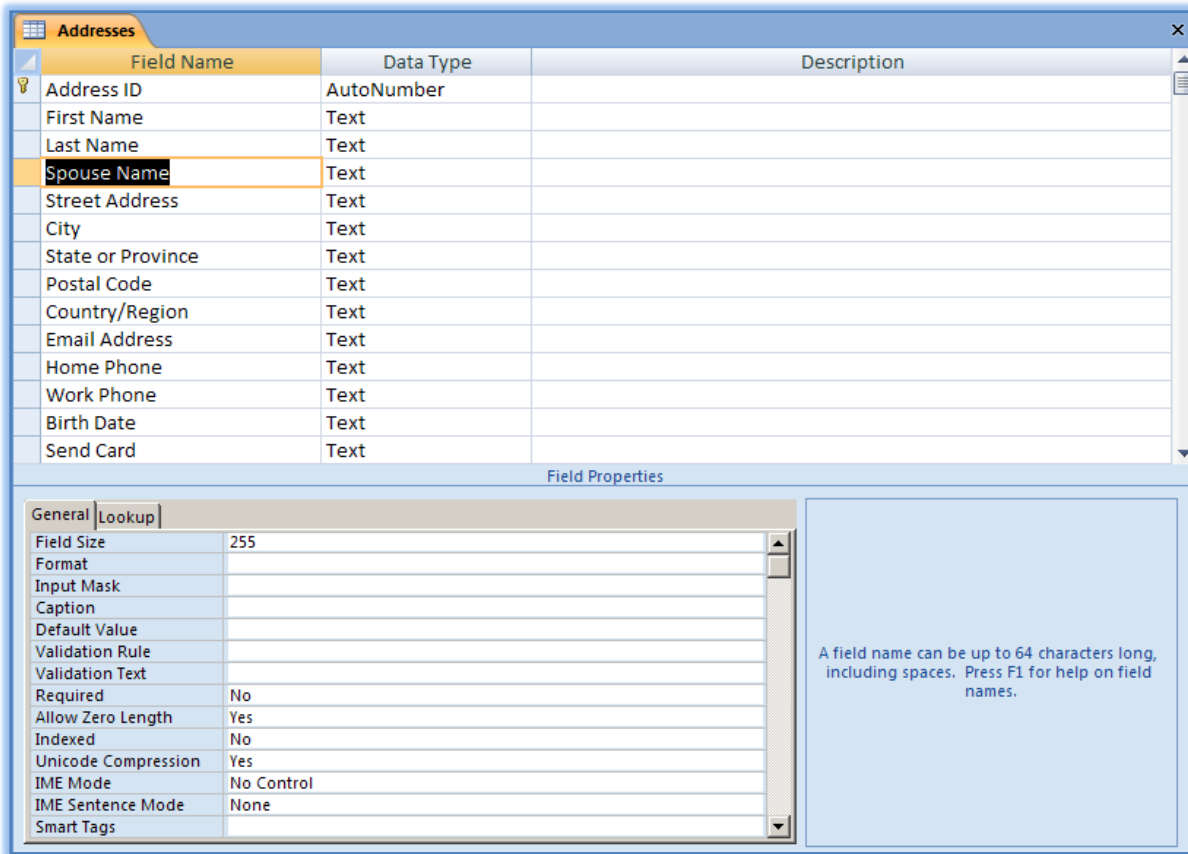 Addresses
Field Name Data Type Description
Address ID AutoNumber
First Name Text
Last Name Text
Spouse Name Text
Street Address Text
City Text
State or Province Text
Postal Code Text
Country/Region Text
Email Address Text
Home Phone Text
Work Phone Text
Birth Date Text
Send Card Text
Field Properties
General Lookup
Field Size 255
Format
Input Mask
Caption
Default Value
Validation Rule
Validation Text
Required No
Allow Zero Length Yes
Indexed No
Unicode Compression Yes
IME Mode No Control
IME Sentence Mode None
Smart Tags
A field name can be up to 64 characters long,
including spaces. Press F1 for help on field
names.